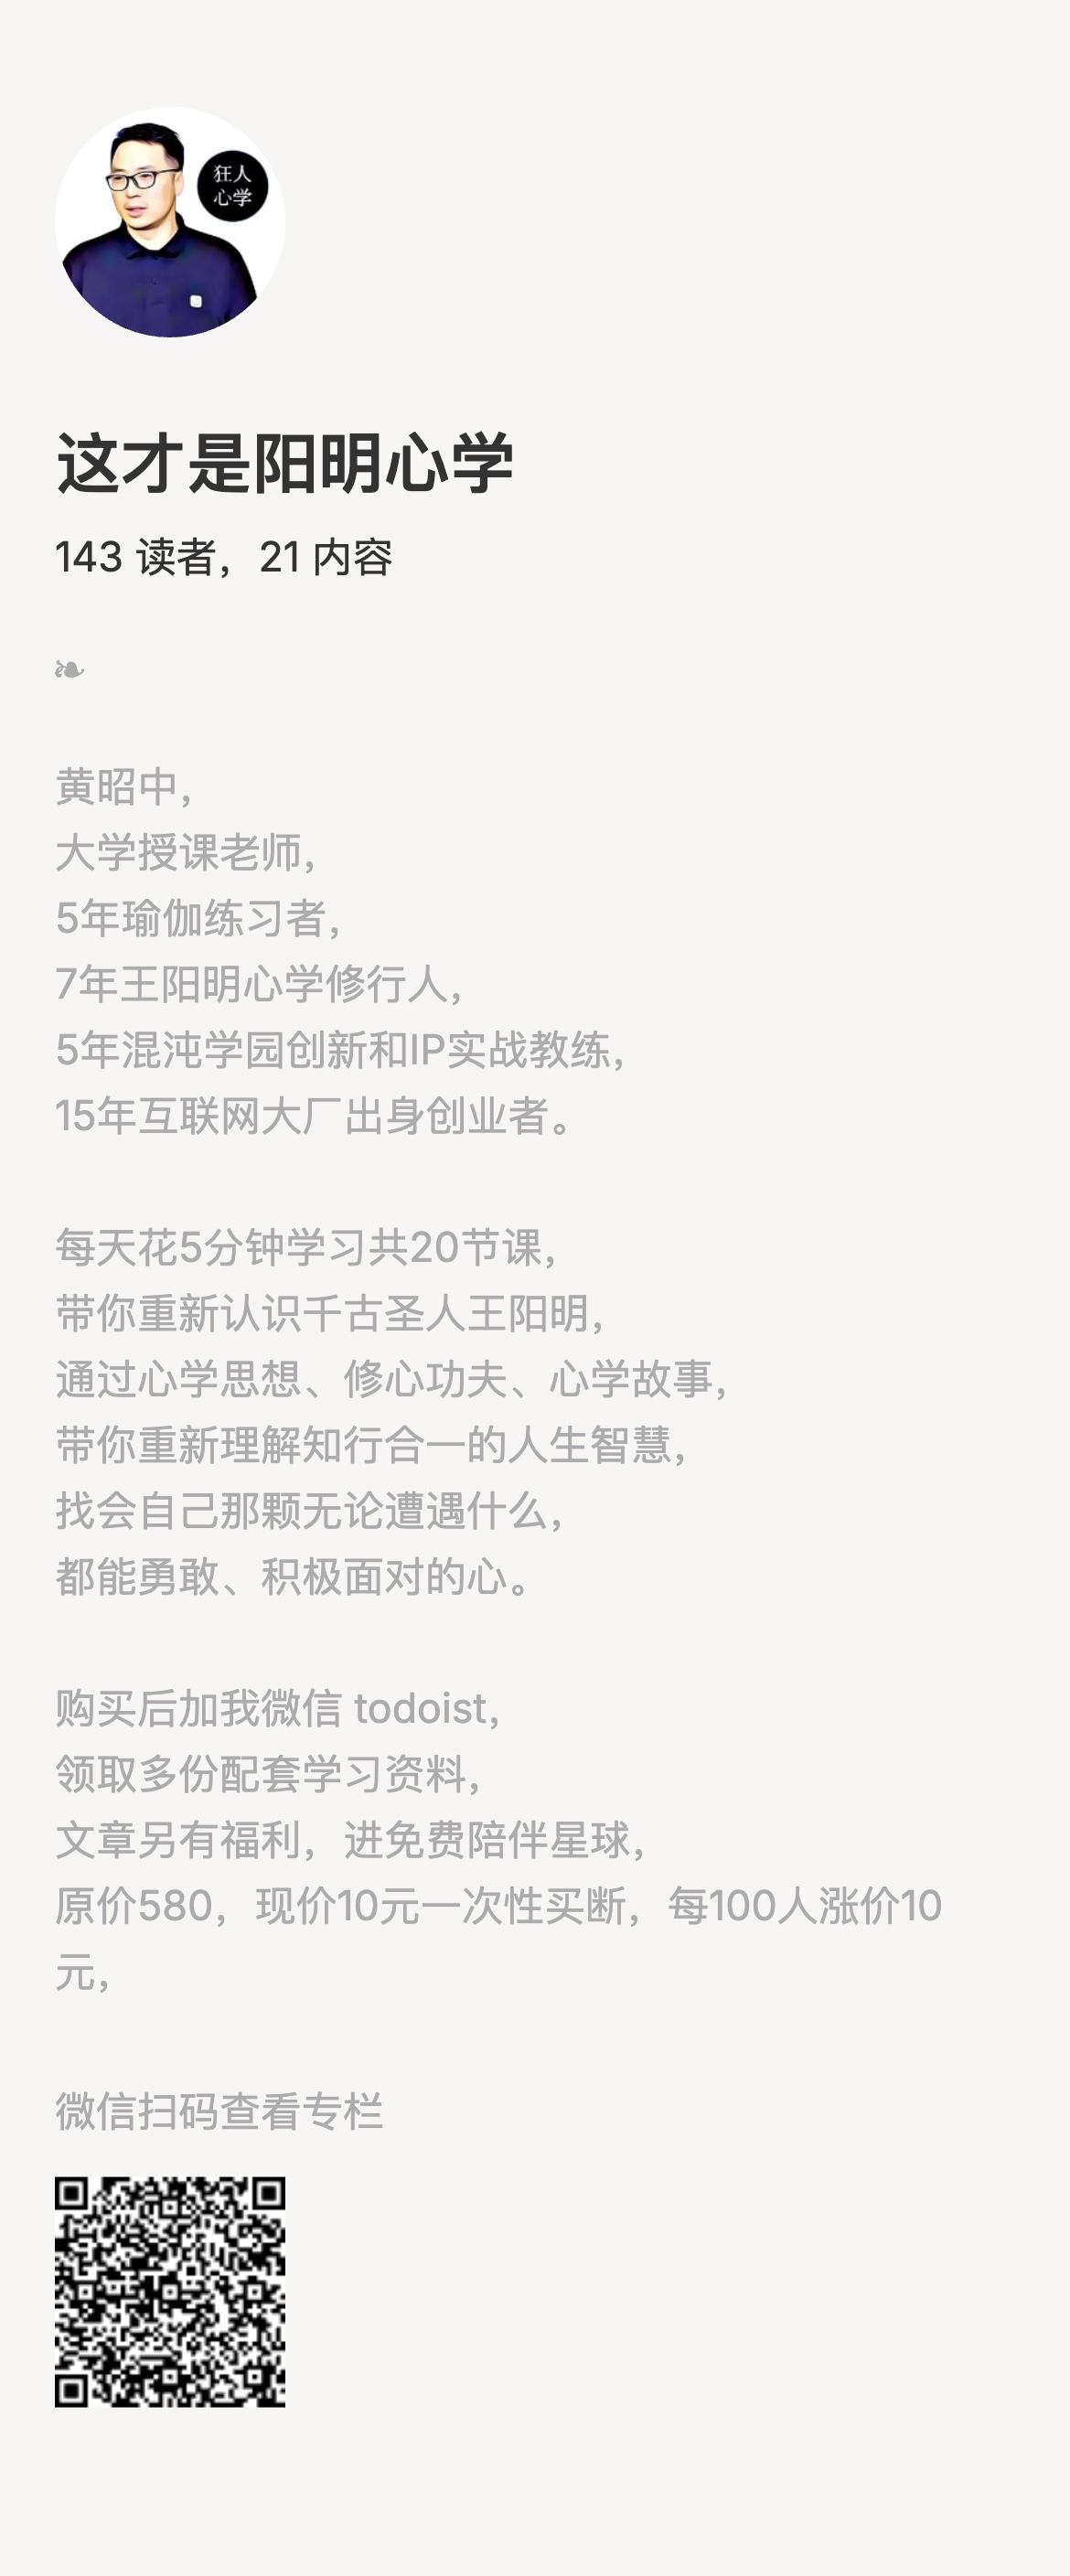 狂人
心学
这才是阳明心学
143 读者，21 内容
黄昭中，
大学授课老师，
5年瑜伽练习者，
7年王阳明心学修行人，
5年混沌学园创新和IP实战教练，
15年互联网大厂出身创业者。
每天花5分钟学习共20节课，
带你重新认识千古圣人王阳明，
通过心学思想、修心功夫、心学故事，
带你重新理解知行合一的人生智慧，
找会自己那颗无论遭遇什么，
都能勇敢、积极面对的心。
购买后加我微信 todoist，
领取多份配套学习资料，
文章另有福利，进免费陪伴星球，
原价580，现价10元一次性买断，每100人涨价10
元，
微信扫码查看专栏